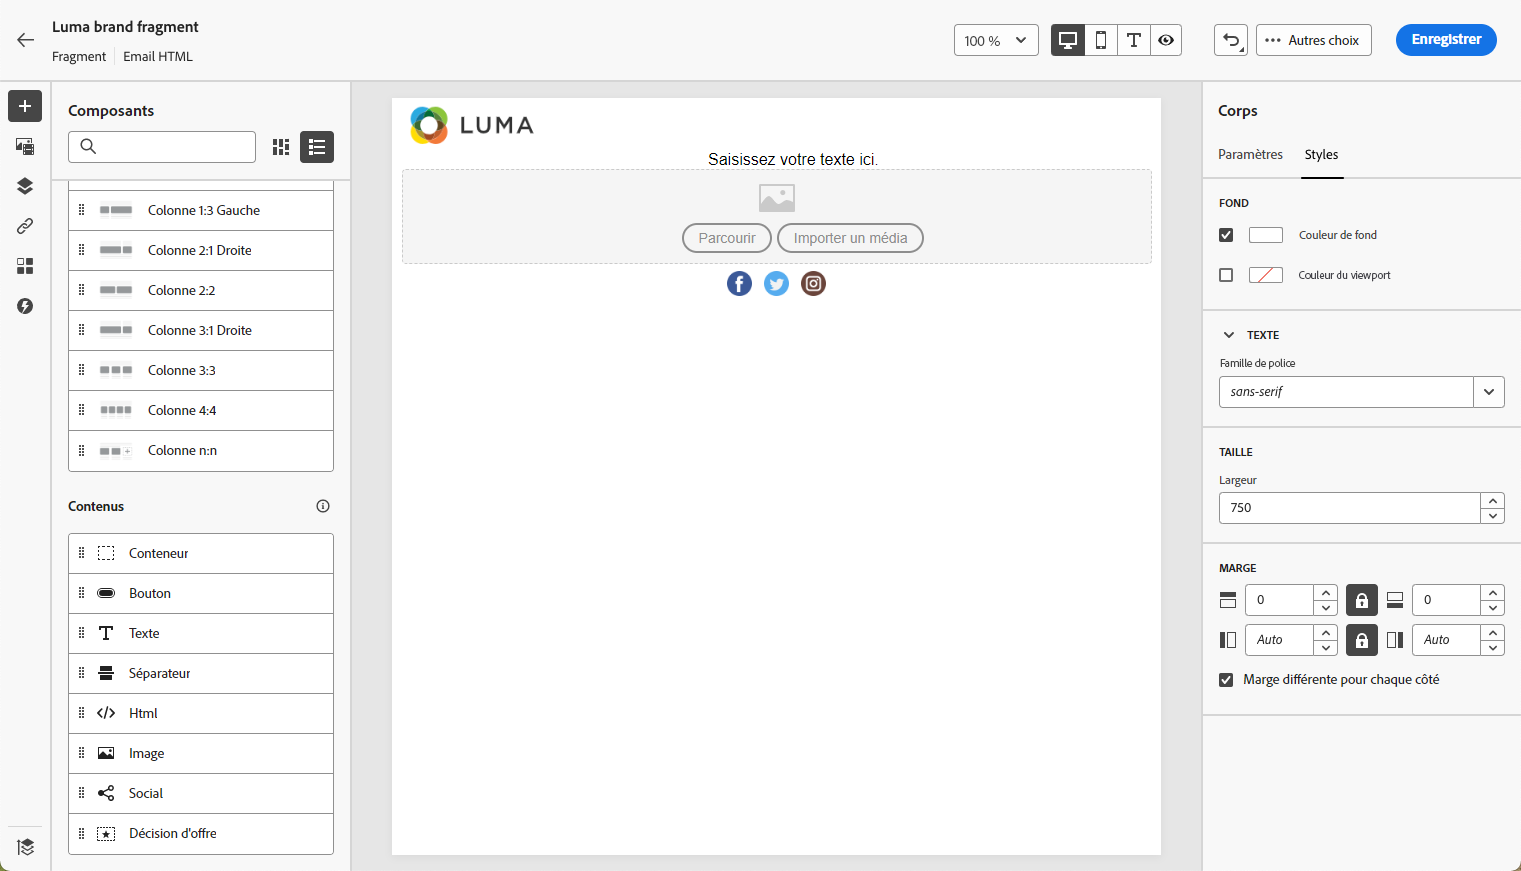 Luma brand fragment
Fragment Email HTML
100 %
Autres choix
Enregistrer
Composants
Colonne 1:3 Gauche
Colonne 2:1 Droite
Colonne 2:2
Colonne 3:1 Droite
Colonne 3:3
Colonne 4:4
Colonne n:n
Contenus
Conteneur
Bouton
Texte
Séparateur
Html
Image
Social
Décision d'offre
LUMA
Saisissez votre texte ici.
Parcourir Importer un média
Corps
Paramètres Styles
FOND
Couleur de fond
Couleur du viewport
TEXTE
Famille de police
sans-serif
TAILLE
Largeur
750
MARGE
0 0
Auto Auto
Marge différente pour chaque côté